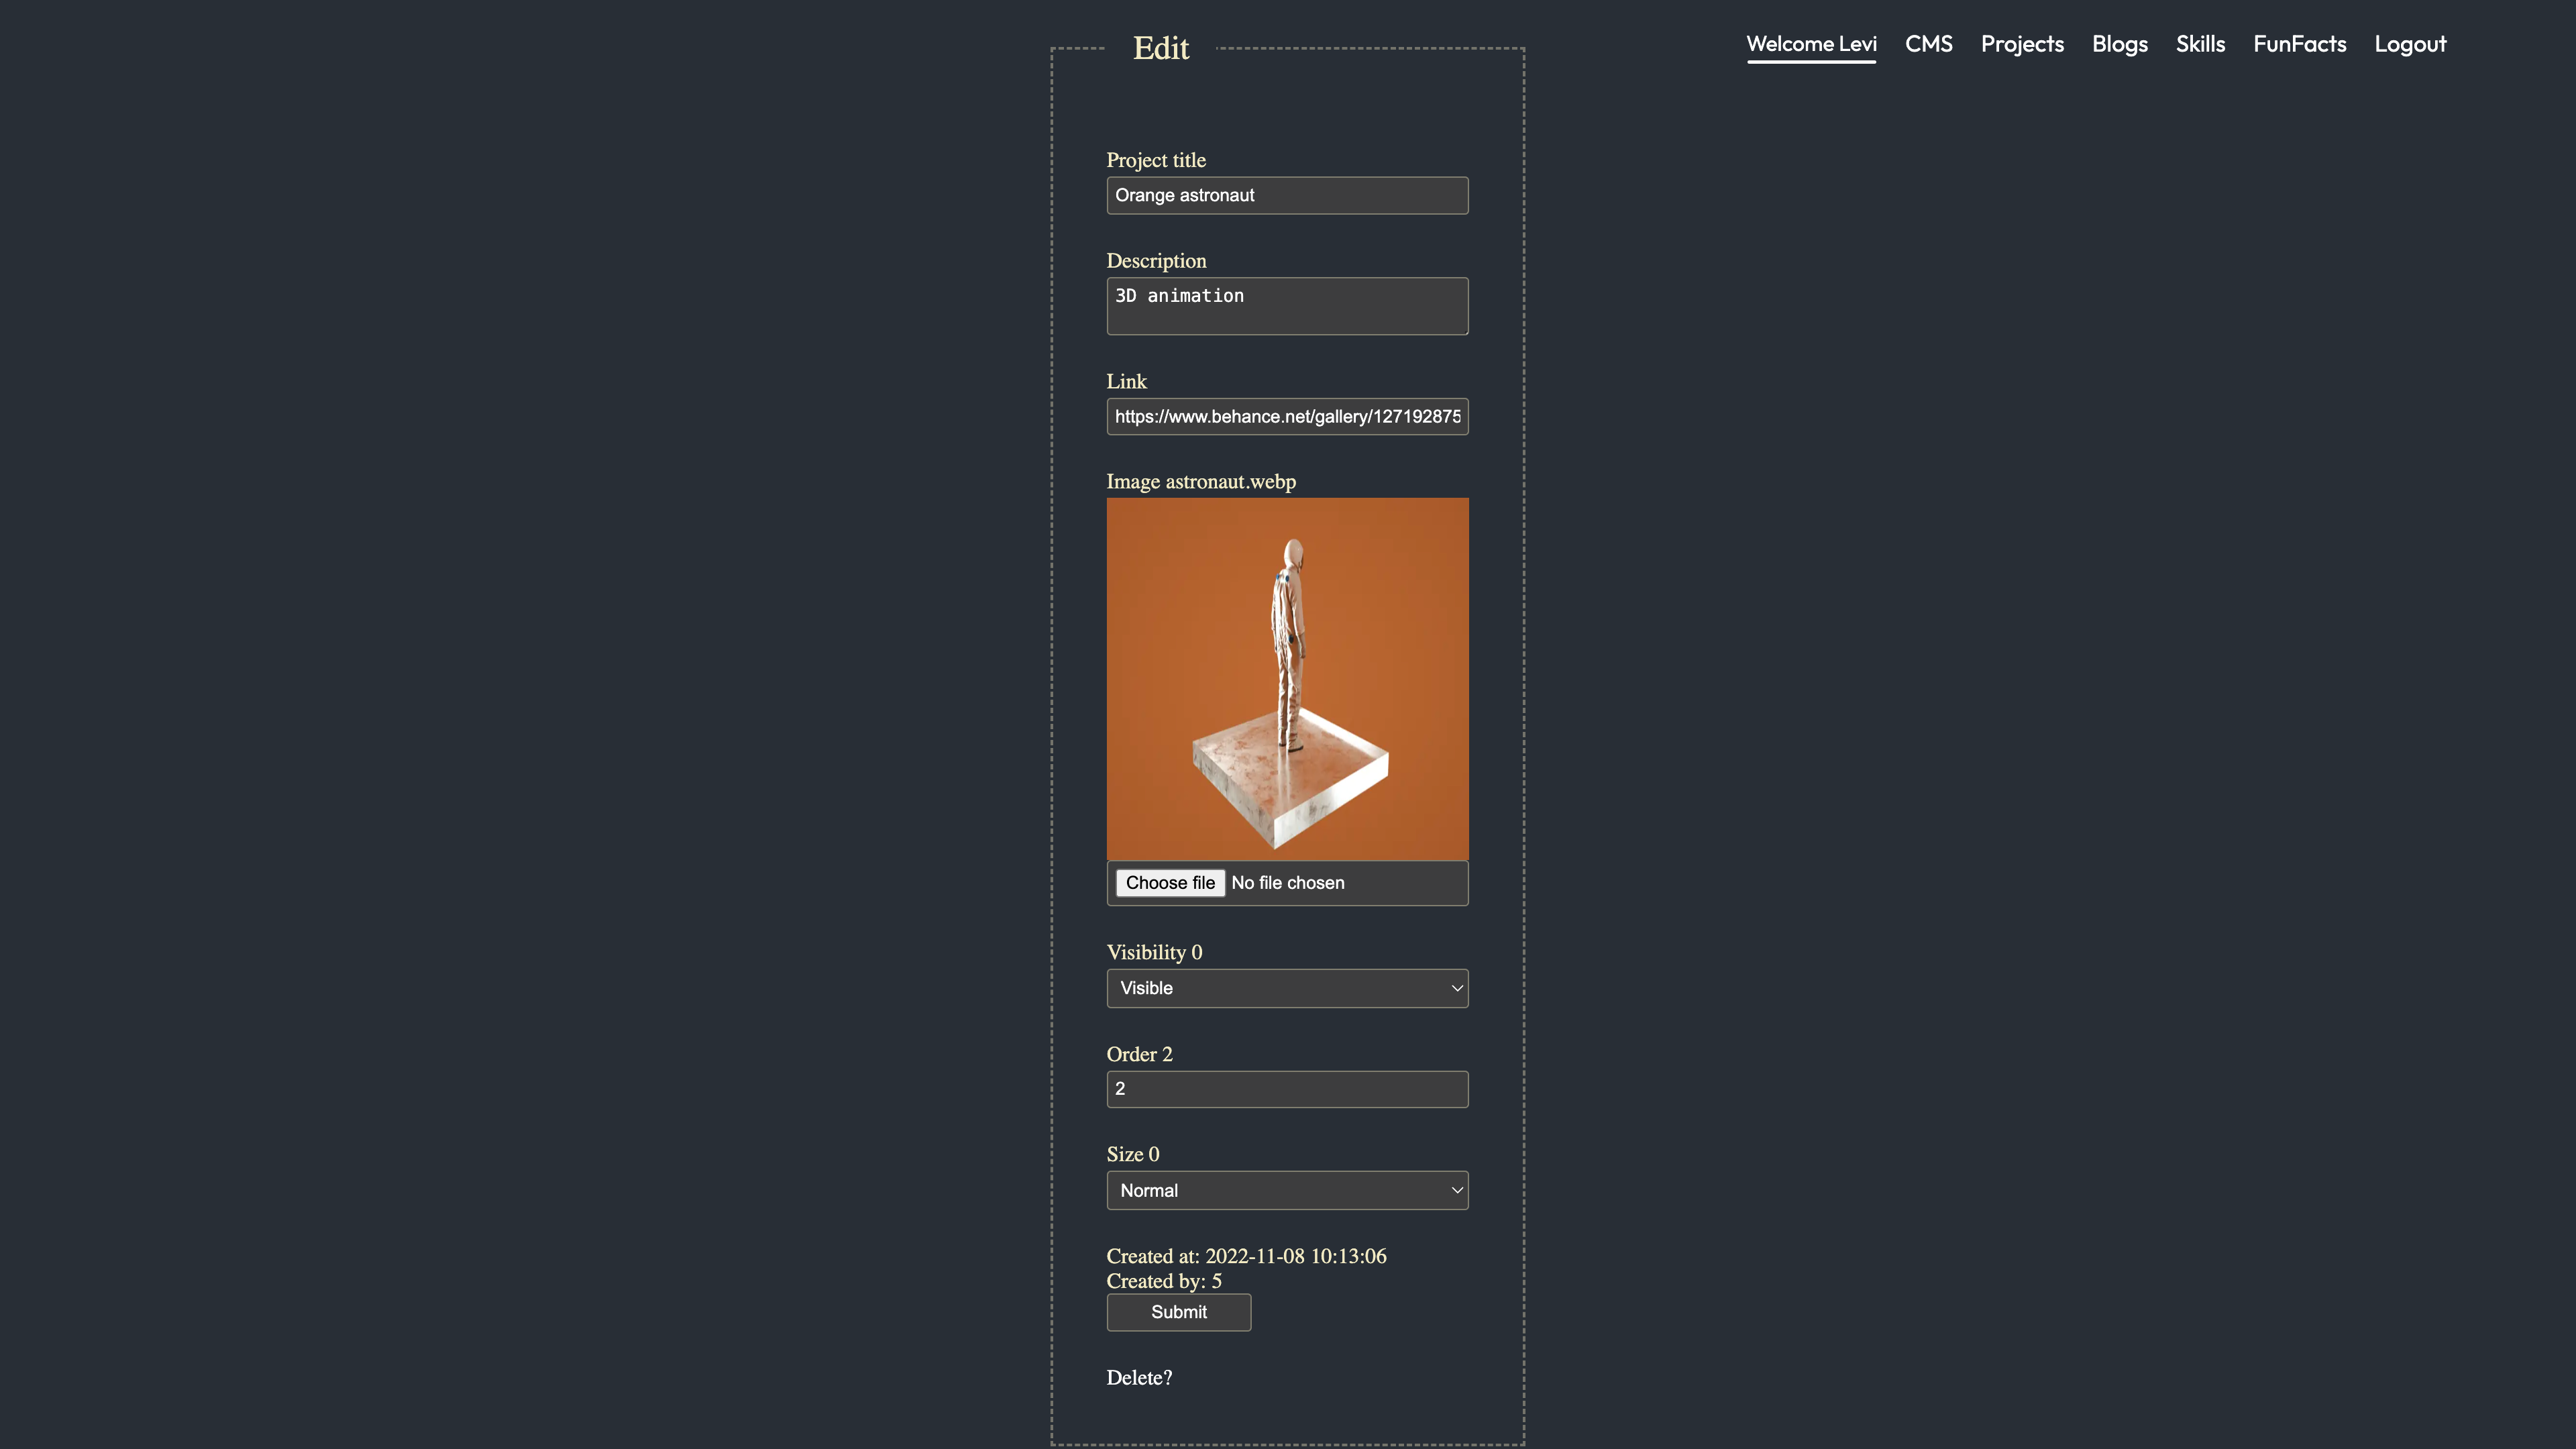 Edit
Welcome Levi CMS Projects Blogs Skills FunFacts Logout
Project title
Orange astronaut
Description
3D animation
Link
https://www.behance.net/gallery/127192875
Image astronaut.webp
Choose file No file chosen
Visibility 0
Visible
Order 2
2
Size 0
Normal
Created at: 2022-11-08 10:13:06
Created by: 5
Submit
Delete?